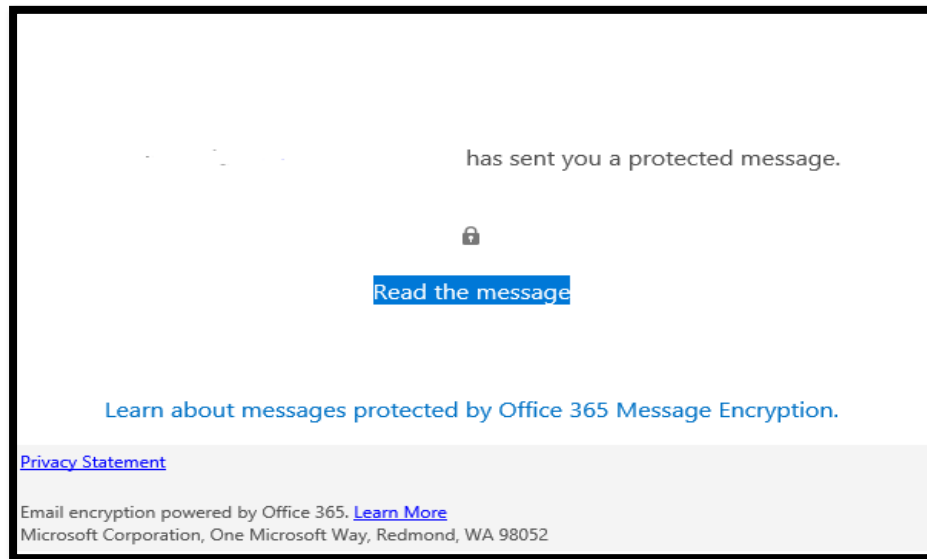 has sent you a protected message.
Read the message
Learn about messages protected by Office 365 Message Encryption.
Privacy Statement
Email encryption powered by Office 365. Learn More
Microsoft Corporation, One Microsoft Way, Redmond, WA 98052